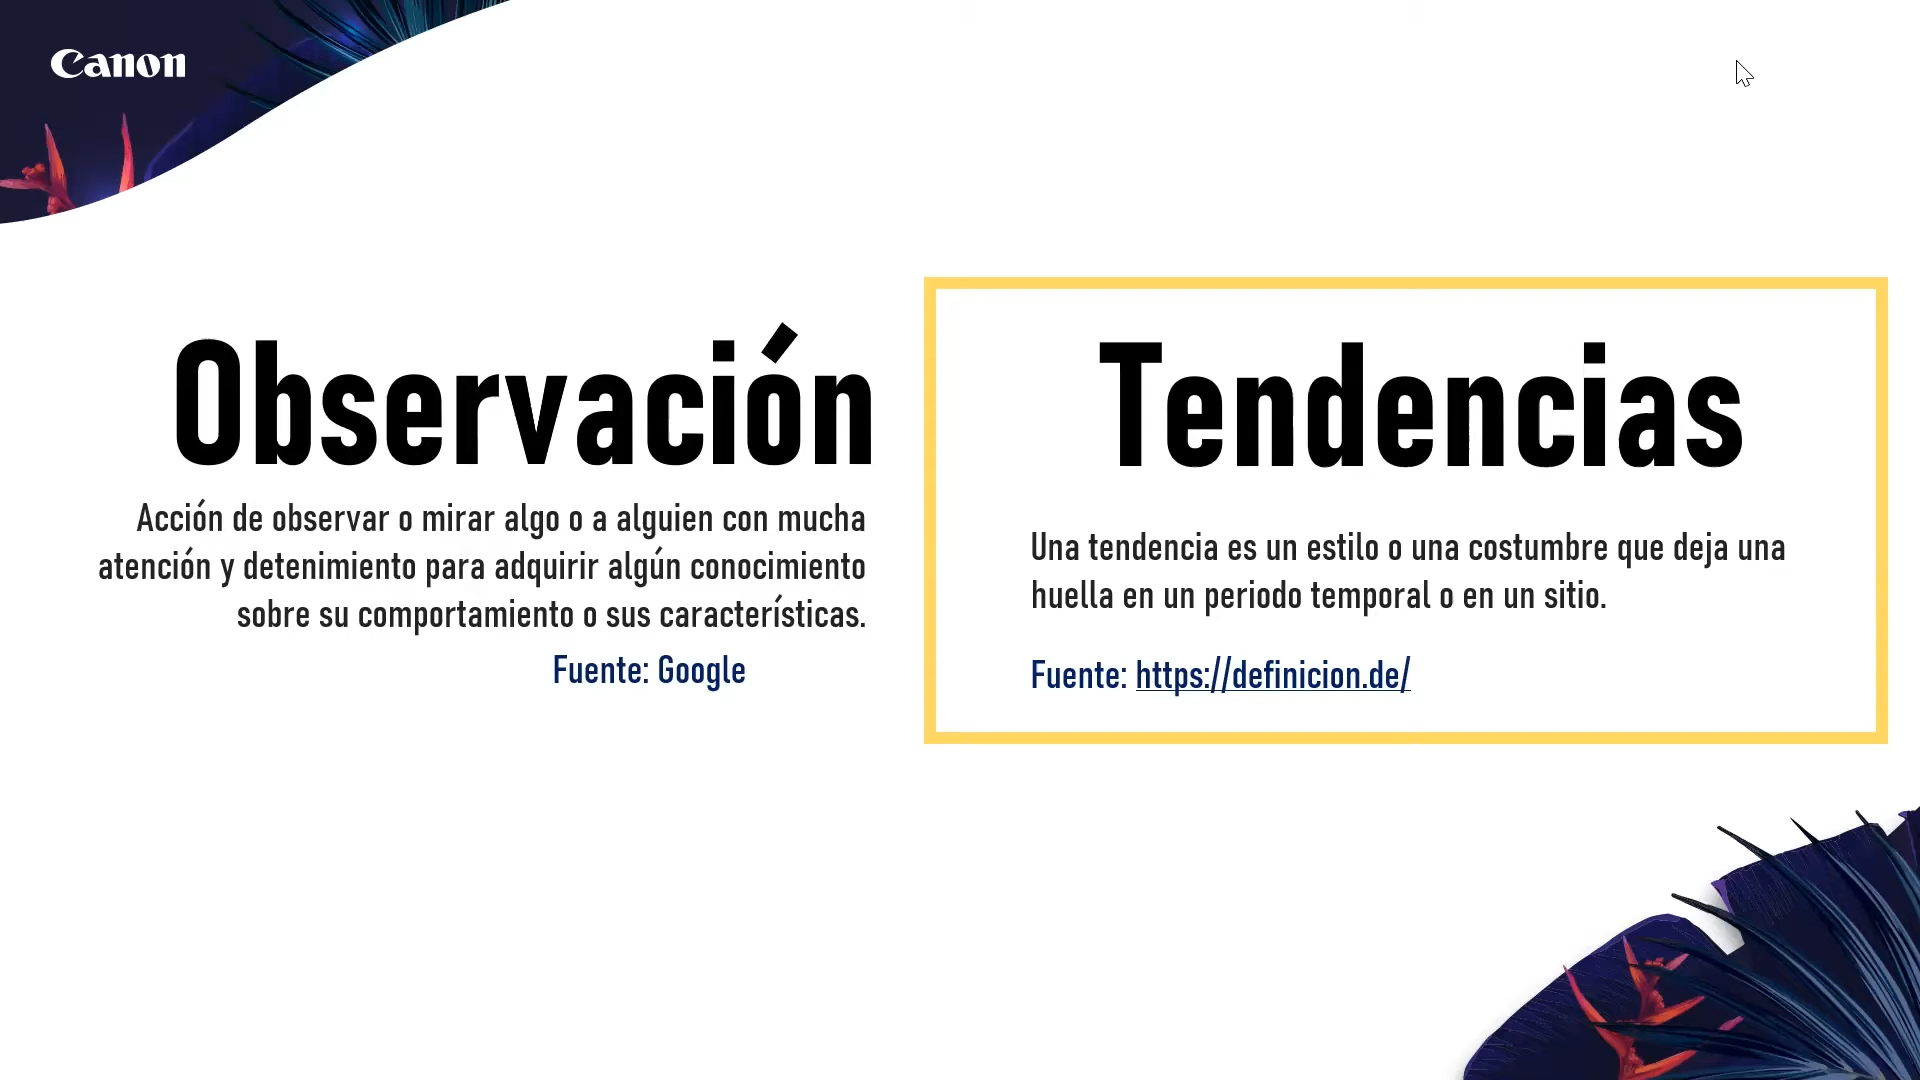 Canon
Observación
Acción de observar o mirar algo o a alguien con mucha
atención y detenimiento para adquirir algún conocimiento
sobre su comportamiento o sus características.
Fuente: Google
Tendencias
Una tendencia es un estilo o una costumbre que deja una
huella en un periodo temporal o en un sitio.
Fuente: https://definicion.de/